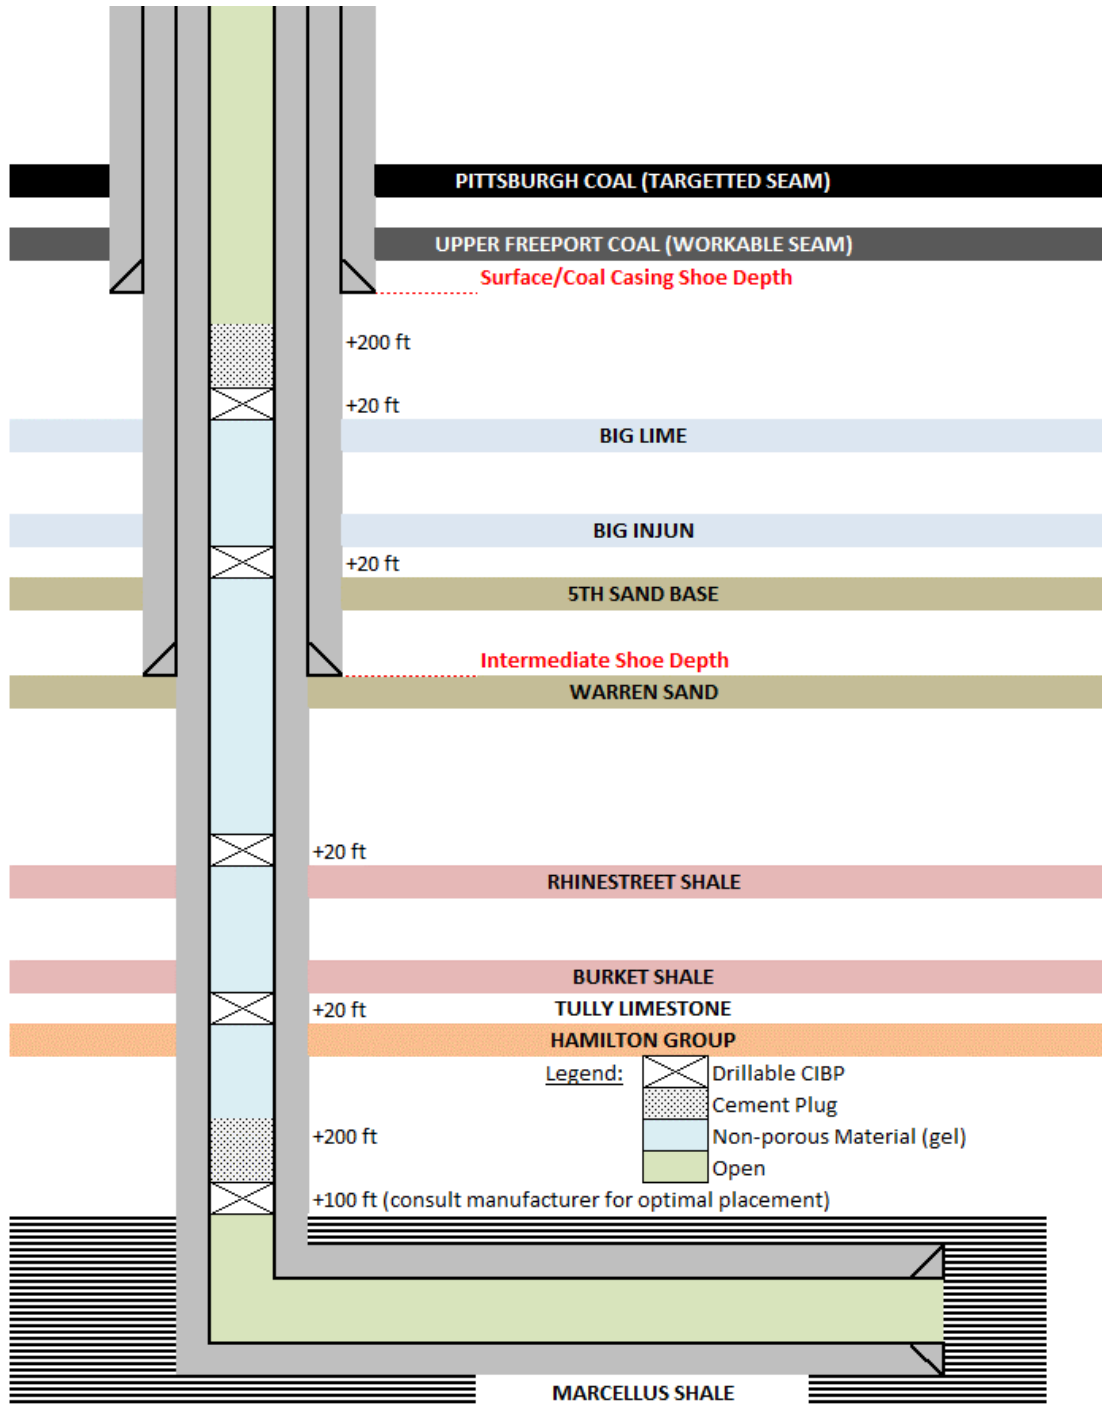 PITTSBURGH COAL (TARGETTED SEAM)
UPPER FREEPORT COAL (WORKABLE SEAM)
Surface/Coal Casing Shoe Depth
+200 ft
+20 ft
BIG LIME
BIG INJUN
+20 ft
5TH SAND BASE
Intermediate Shoe Depth
WARREN SAND
+20 ft
RHINESTREET SHALE
BURKET SHALE
+20 ft
TULLY LIMESTONE
HAMILTON GROUP
Legend:
Drillable CIBP
Cement Plug
+200 ft
Non-porous Material (gel)
Open
+100 ft (consult manufacturer for optimal placement)
MARCELLUS SHALE